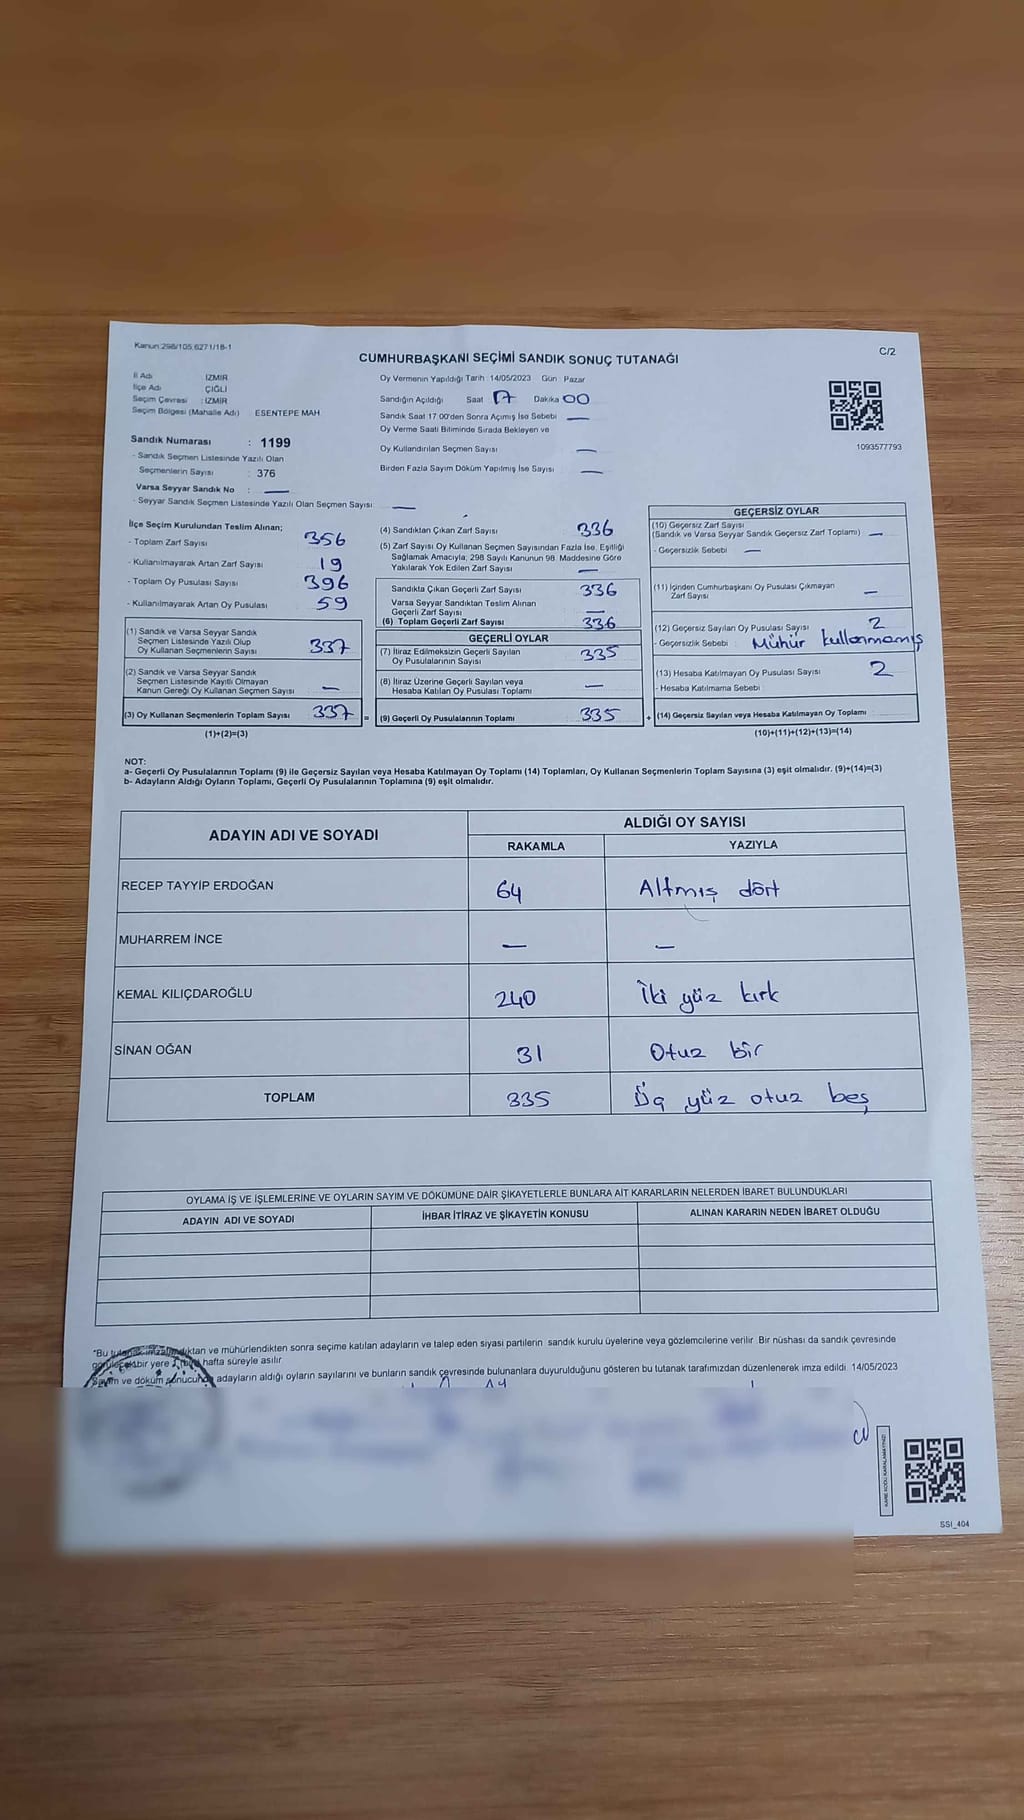 Kanun:298/105,6271/18-1
C/2
CUMHURBAŞKANI SEÇİMİ SANDIK SONUÇ TUTANAĞI
İl Adı : İZMİR
İlçe Adı : ÇİĞLİ
Seçim Çevresi : İZMİR
Seçim Bölgesi (Mahalle Adı) ESENTEPE MAH
Sandık Numarası : 1199
- Sandık Seçmen Listesinde Yazılı Olan
Seçmenlerin Sayısı : 376
Varsa Seyyar Sandık No : —
- Seyyar Sandık Seçmen Listesinde Yazılı Olan Seçmen Sayısı: —
Oy Vermenin Yapıldığı Tarih :14/05/2023 Gün : Pazar
Sandığın Açıldığı Saat 17 Dakika 00
Sandık Saat 17:00'den Sonra Açılmış İse Sebebi —
Oy Verme Saati Bitiminde Sırada Bekleyen ve
Oy Kullandırılan Seçmen Sayısı : —
Birden Fazla Sayım Döküm Yapılmış İse Sayısı : —
1093577793
İlçe Seçim Kurulundan Teslim Alınan;
- Toplam Zarf Sayısı 356
- Kullanılmayarak Artan Zarf Sayısı : 19
- Toplam Oy Pusulası Sayısı : 396
- Kullanılmayarak Artan Oy Pusulası : 59
(1) Sandık ve Varsa Seyyar Sandık
Seçmen Listesinde Yazılı Olup
Oy Kullanan Seçmenlerin Sayısı : 337
(2) Sandık ve Varsa Seyyar Sandık
Seçmen Listesinde Kayıtlı Olmayan
Kanun Gereği Oy Kullanan Seçmen Sayısı : —
(3) Oy Kullanan Seçmenlerin Toplam Sayısı : 337 =
(1)+(2)=(3)
(4) Sandıktan Çıkan Zarf Sayısı : 336
(5) Zarf Sayısı Oy Kullanan Seçmen Sayısından Fazla İse, Eşitliği
Sağlamak Amacıyla, 298 Sayılı Kanunun 98. Maddesine Göre
Yakılarak Yok Edilen Zarf Sayısı : —
Sandıkta Çıkan Geçerli Zarf Sayısı : 336
Varsa Seyyar Sandıktan Teslim Alınan
Geçerli Zarf Sayısı : —
(6) Toplam Geçerli Zarf Sayısı : 336
GEÇERLİ OYLAR
(7) İtiraz Edilmeksizin Geçerli Sayılan
Oy Pusulalarının Sayısı : 335
(8) İtiraz Üzerine Geçerli Sayılan veya
Hesaba Katılan Oy Pusulası Toplamı : —
(9) Geçerli Oy Pusulalarının Toplamı : 335 +
GEÇERSİZ OYLAR
(10) Geçersiz Zarf Sayısı
(Sandık ve Varsa Seyyar Sandık Geçersiz Zarf Toplamı) : —
- Geçersizlik Sebebi : —
(11) İçinden Cumhurbaşkanı Oy Pusulası Çıkmayan
Zarf Sayısı : —
(12) Geçersiz Sayılan Oy Pusulası Sayısı : 2
- Geçersizlik Sebebi : Mühür kullanmamış
(13) Hesaba Katılmayan Oy Pusulası Sayısı : 2
- Hesaba Katılmama Sebebi
(14) Geçersiz Sayılan veya Hesaba Katılmayan Oy Toplamı
(10)+(11)+(12)+(13)=(14)
NOT:
a- Geçerli Oy Pusulalarının Toplamı (9) ile Geçersiz Sayılan veya Hesaba Katılmayan Oy Toplamı (14) Toplamları, Oy Kullanan Seçmenlerin Toplam Sayısına (3) eşit olmalıdır. (9)+(14)=(3)
b- Adayların Aldığı Oyların Toplamı, Geçerli Oy Pusulalarının Toplamına (9) eşit olmalıdır.
ADAYIN ADI VE SOYADI ALDIĞI OY SAYISI
RAKAMLA YAZIYLA
RECEP TAYYİP ERDOĞAN 64 Altmış dört
MUHARREM İNCE — —
KEMAL KILIÇDAROĞLU 240 İki yüz kırk
SİNAN OĞAN 31 Otuz bir
TOPLAM 335 Üç yüz otuz beş
OYLAMA İŞ VE İŞLEMLERİNE VE OYLARIN SAYIM VE DÖKÜMÜNE DAİR ŞİKAYETLERLE BUNLARA AİT KARARLARIN NELERDEN İBARET BULUNDUKLARI
ADAYIN ADI VE SOYADI İHBAR İTİRAZ VE ŞİKAYETİN KONUSU ALINAN KARARIN NEDEN İBARET OLDUĞU
"Bu tutanak imzalandıktan ve mühürlendikten sonra seçime katılan adayların ve talep eden siyasi partilerin sandık kurulu üyelerine veya gözlemcilerine verilir. Bir nüshası da sandık çevresinde
görülecek bir yere hafta süreyle asılır
Sayım ve döküm sonucunda adayların aldığı oyların sayılarını ve bunların sandık çevresinde bulunanlara duyurulduğunu gösteren bu tutanak tarafımızdan düzenlenerek imza edildi. 14/05/2023
KARE KODU KARALAMAYINIZ!
SSI_404